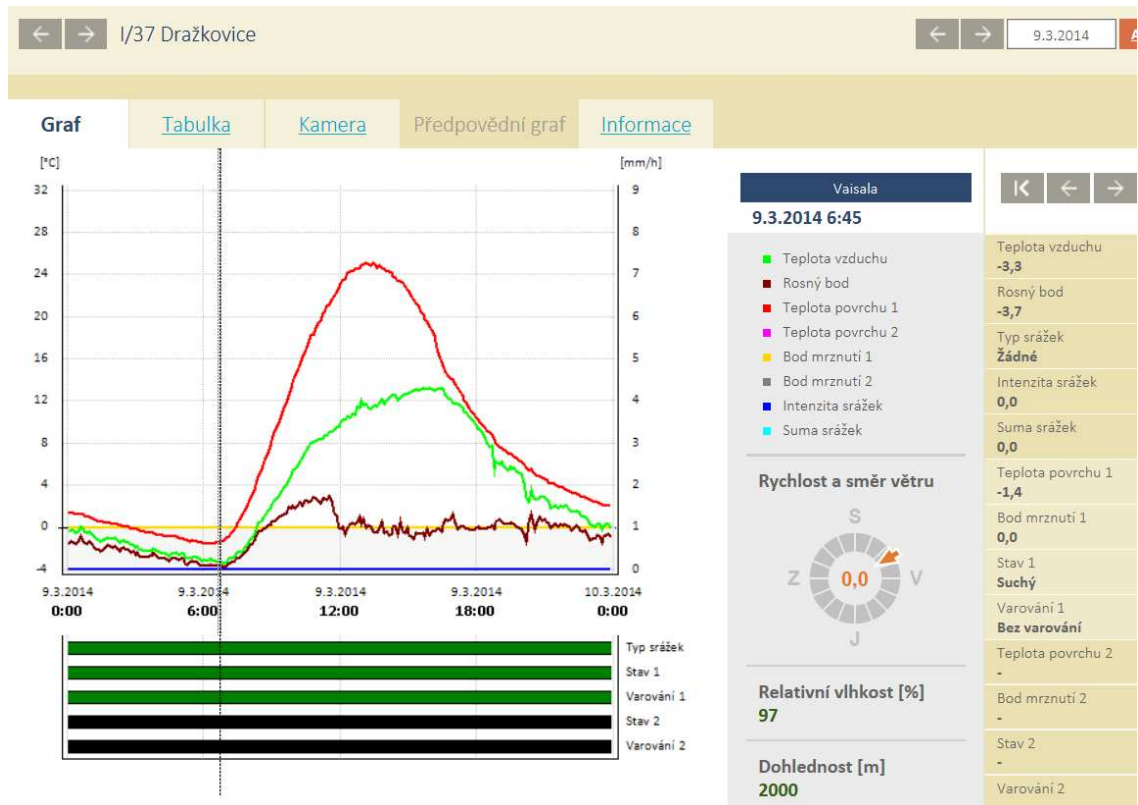 I/37 Dražkovice
9.3.2014
Graf
Tabulka
Kamera
Předpovědní graf
Informace
[°C]
[mm/h]
32
28
24
20
16
12
8
4
0
-4
9
8
7
6
5
4
3
2
1
0
9.3.2014
0:00
9.3.2014
6:00
9.3.2014
12:00
9.3.2014
18:00
10.3.2014
0:00
Typ srážek
Stav 1
Varování 1
Stav 2
Varování 2
Vaisala
9.3.2014 6:45
Teplota vzduchu
Rosný bod
Teplota povrchu 1
Teplota povrchu 2
Bod mrznutí 1
Bod mrznutí 2
Intenzita srážek
Suma srážek
Rychlost a směr větru
S
Z
0,0
V
J
Relativní vlhkost [%]
97
Dohlednost [m]
2000
Teplota vzduchu
-3,3
Rosný bod
-3,7
Typ srážek
Žádné
Intenzita srážek
0,0
Suma srážek
0,0
Teplota povrchu 1
-1,4
Bod mrznutí 1
0,0
Stav 1
Suchý
Varování 1
Bez varování
Teplota povrchu 2
-
Bod mrznutí 2
-
Stav 2
-
Varování 2